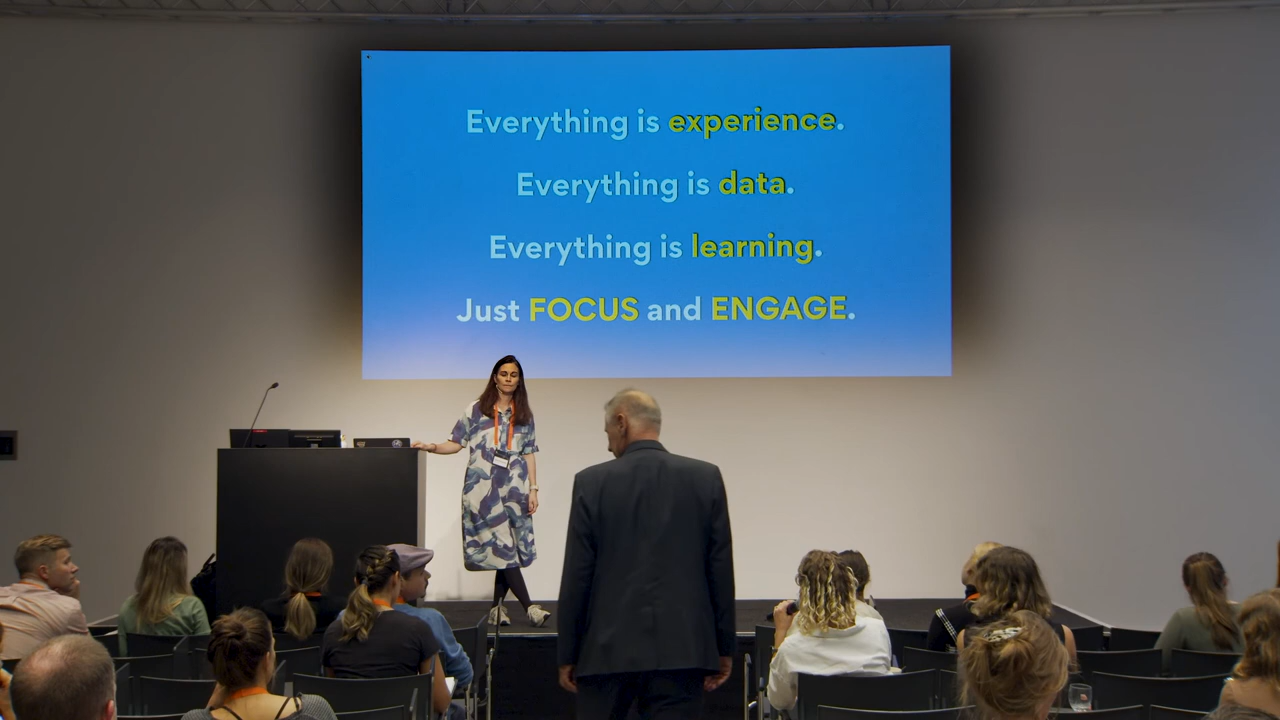 Everything is experience.
Everything is data.
Everything is learning.
Just FOCUS and ENGAGE.